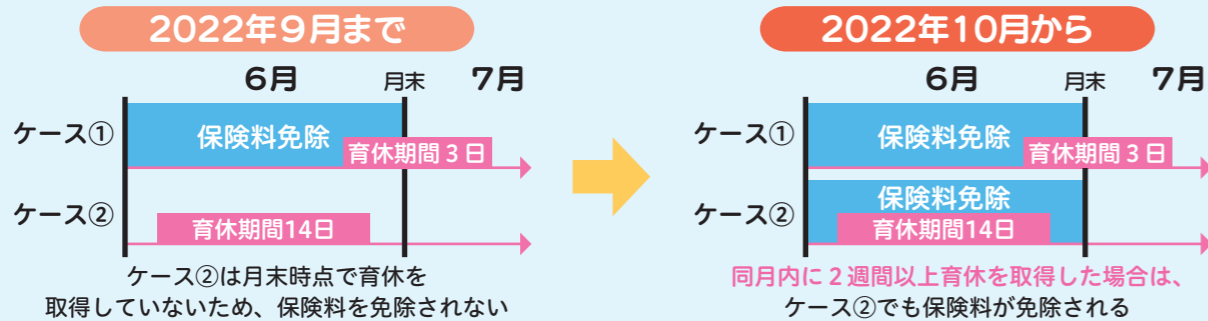 2022年9月まで
6月 月末 7月
ケース① 保険料免除
育休期間3日
ケース② 育休期間14日
ケース②は月末時点で育休を
取得していないため、保険料を免除されない
2022年10月から
6月 月末 7月
ケース① 保険料免除
育休期間3日
ケース② 保険料免除
育休期間14日
同月内に2週間以上育休を取得した場合は、
ケース②でも保険料が免除される